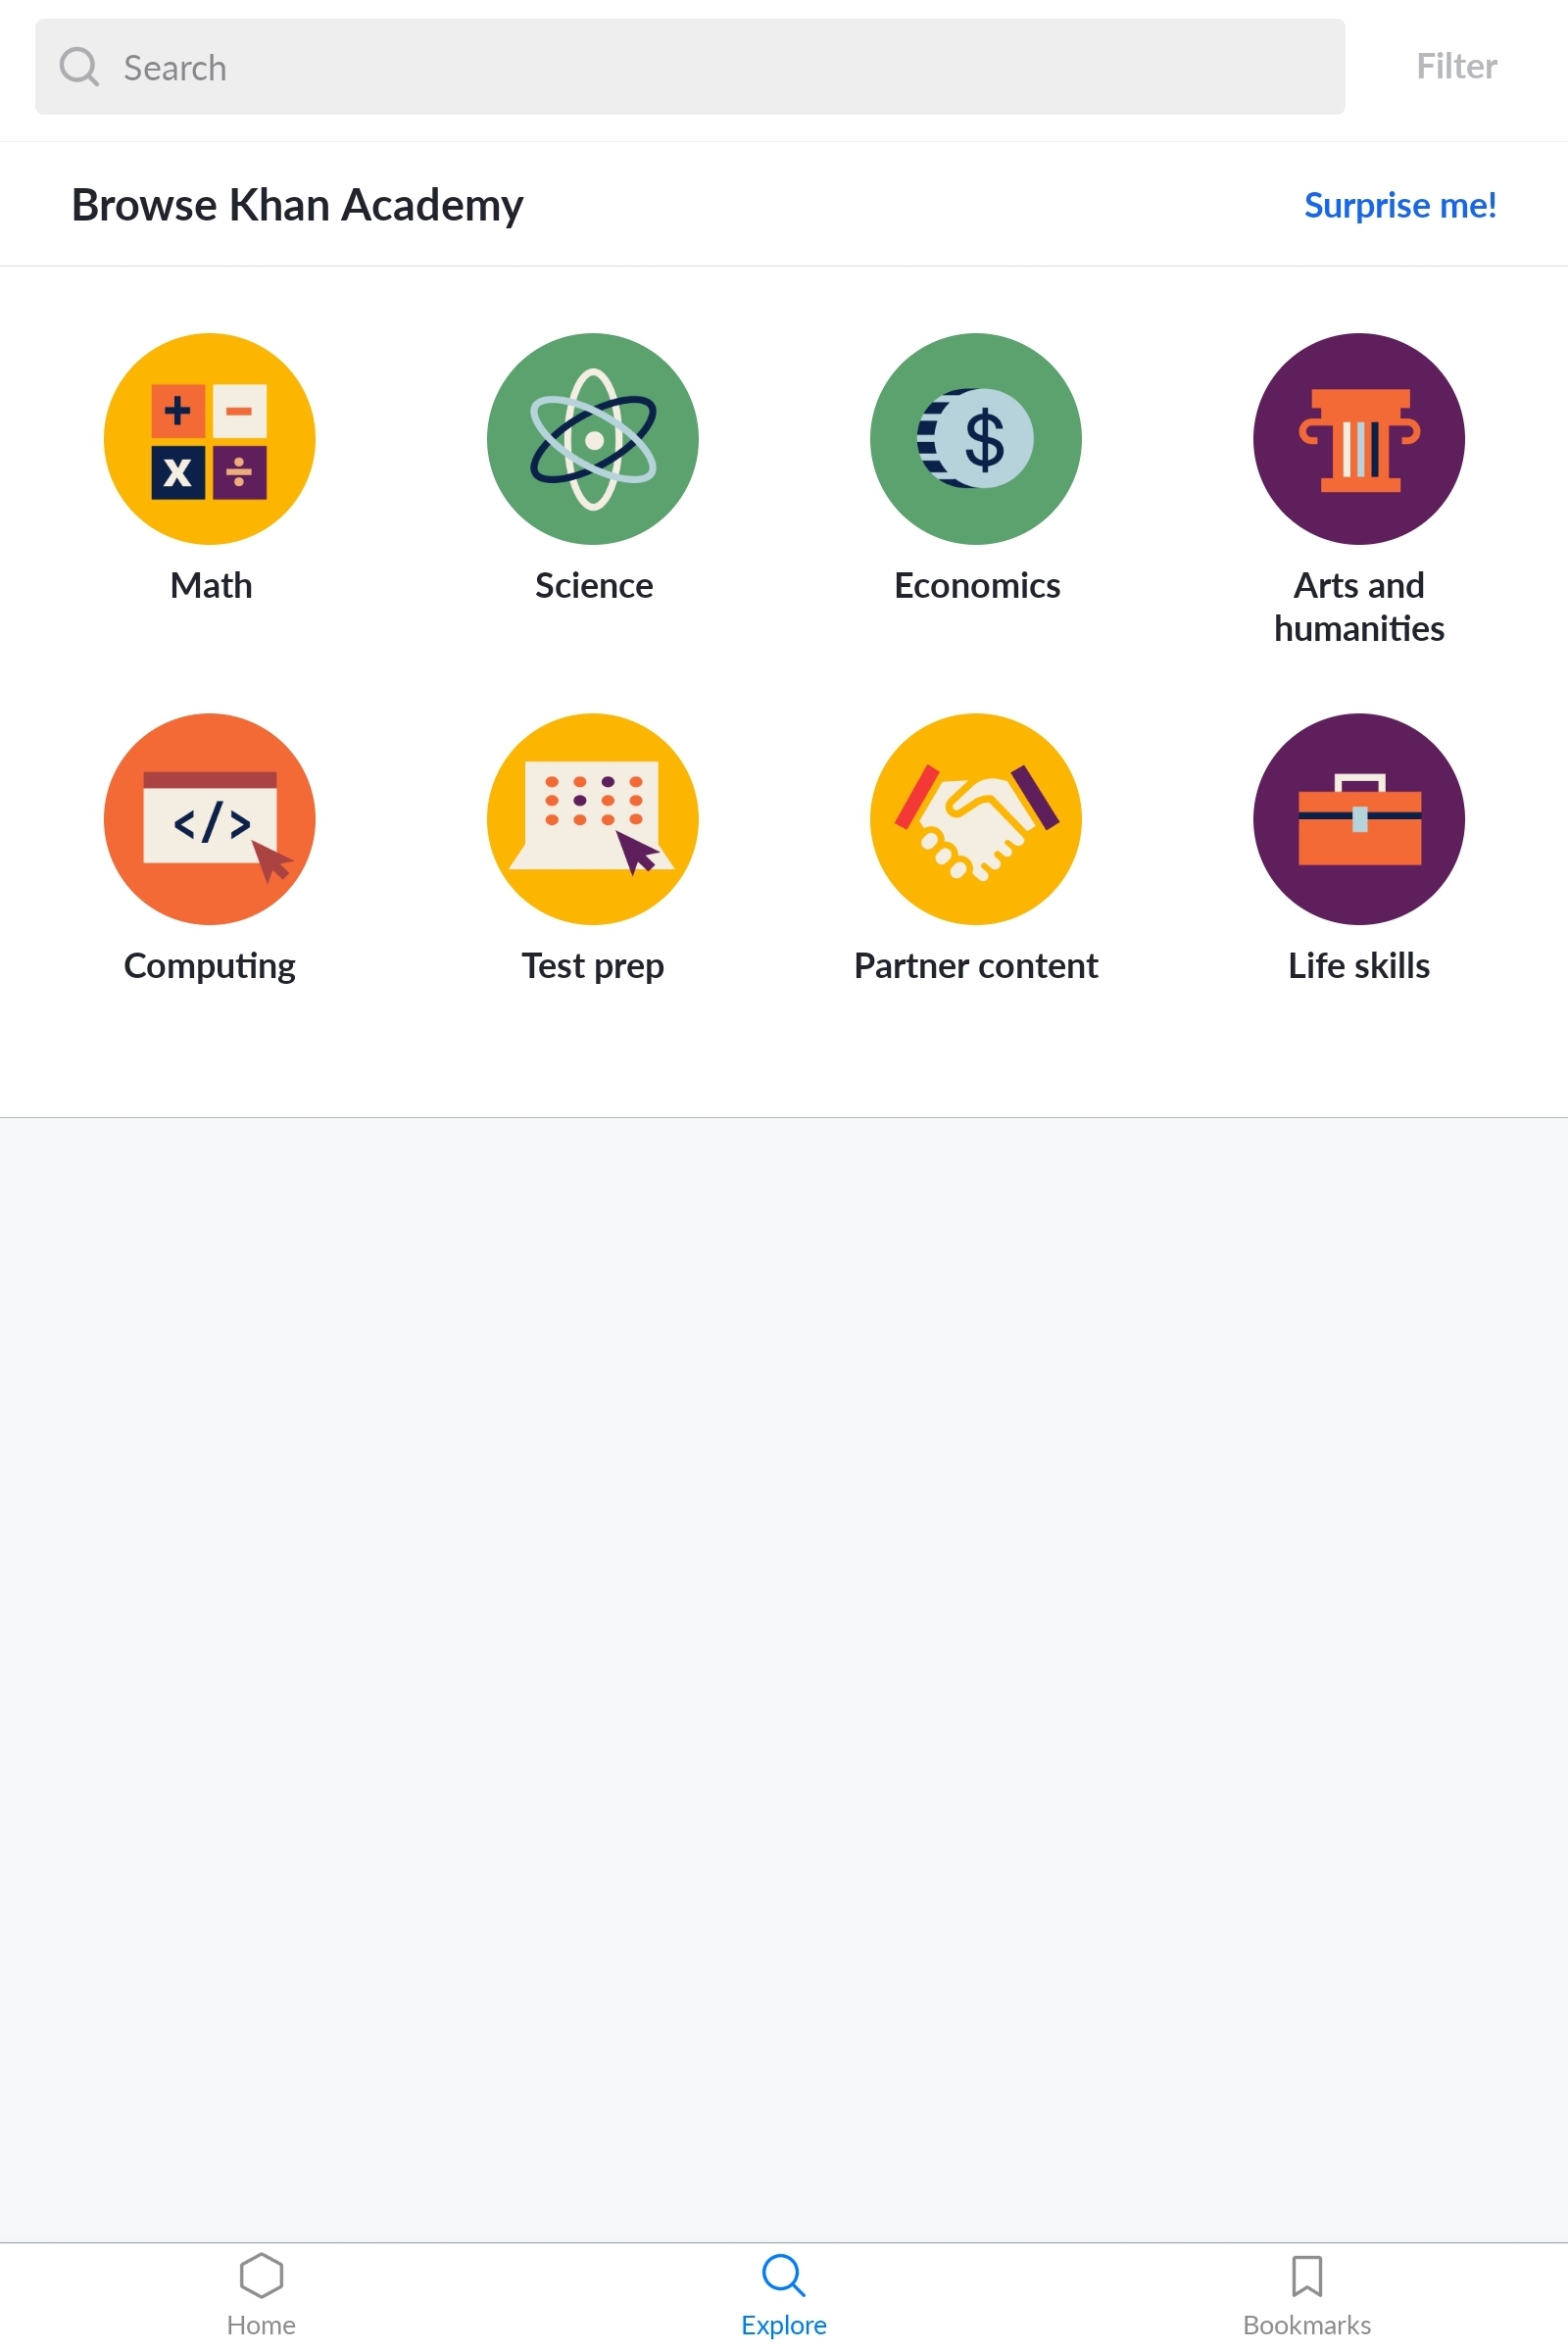 Search
Filter
Browse Khan Academy
Surprise me!
+ −
x ÷
$
Math
Science
Economics
Arts and
humanities
</>
Computing
Test prep
Partner content
Life skills
Home
Explore
Bookmarks